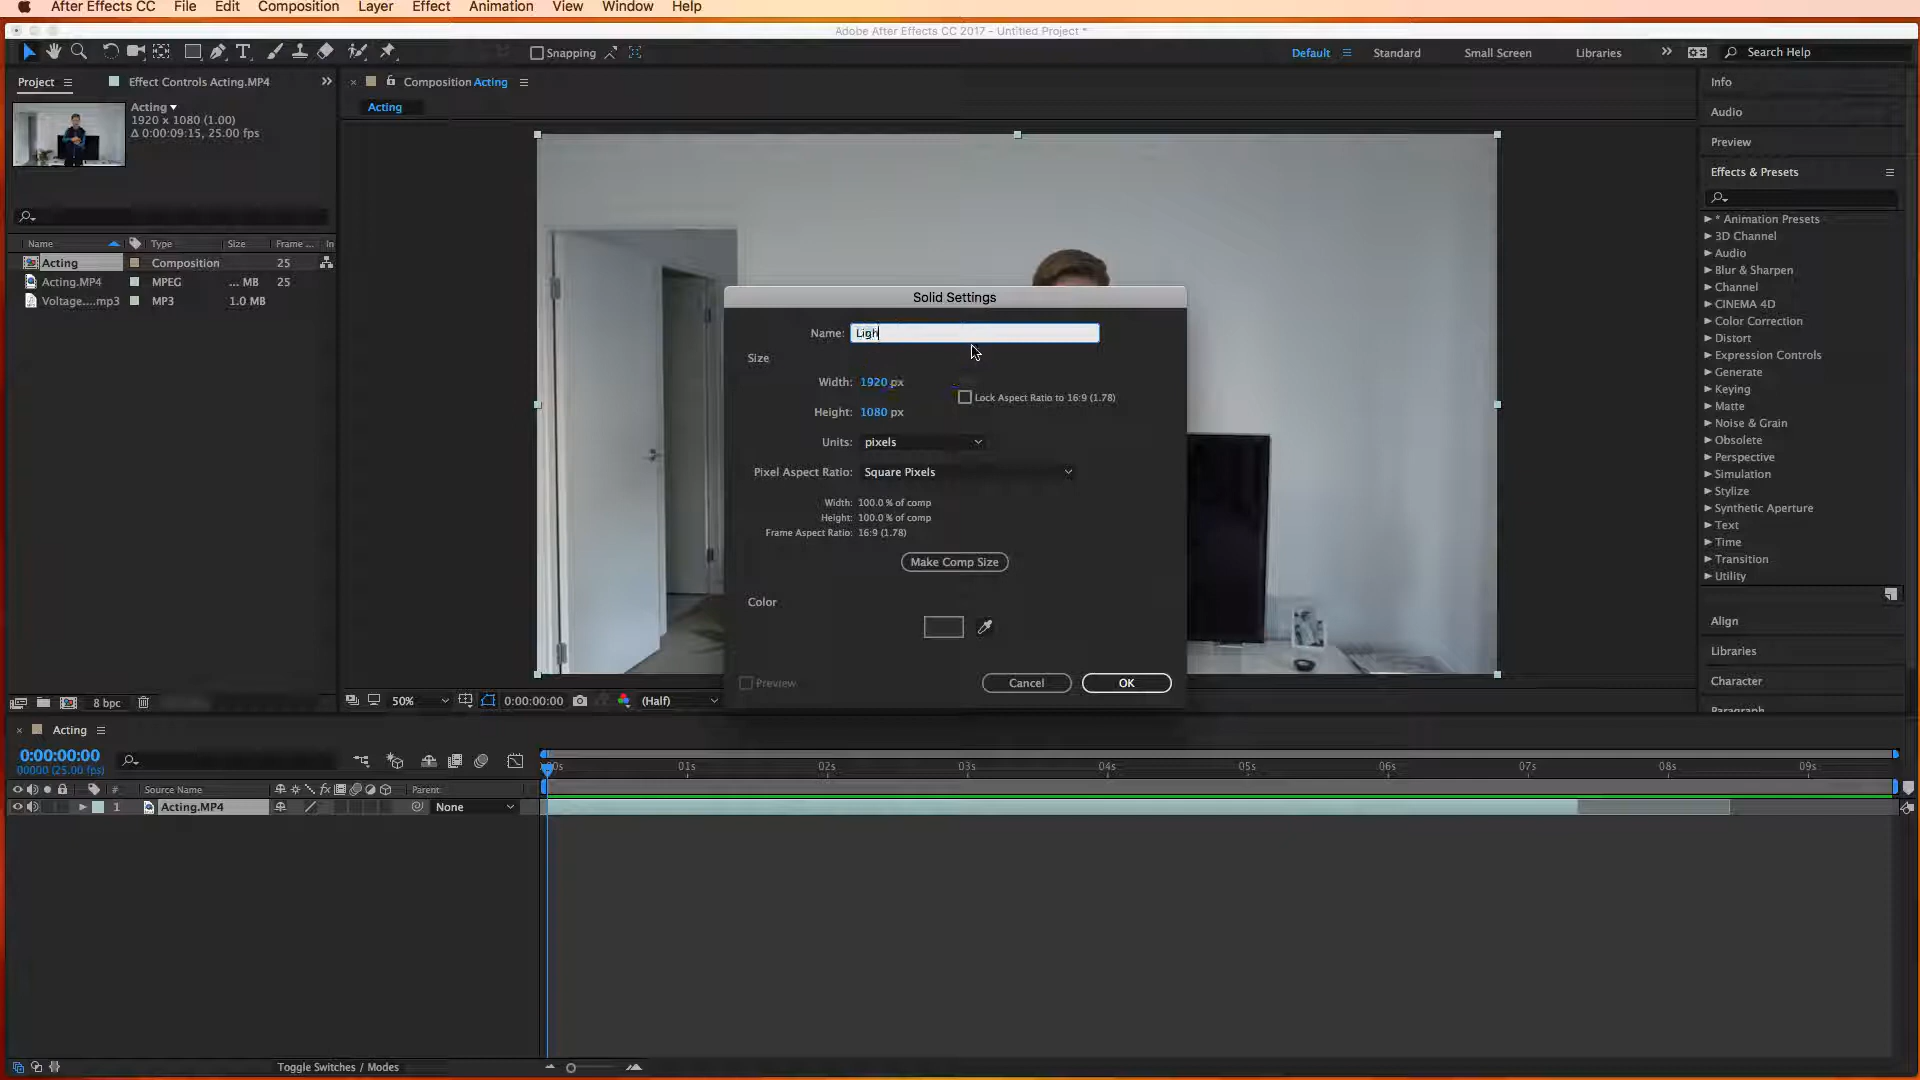 After Effects CC File Edit Composition Layer Effect Animation View Window Help
Adobe After Effects CC 2017 - Untitled Project *
Snapping
Default Standard Small Screen Libraries Search Help
Project Effect Controls Acting.MP4
Composition Acting
Acting
Acting
1920 x 1080 (1.00)
Δ 0:00:09:15, 25.00 fps
Name Type Size Frame ... In
Acting Composition 25
Acting.MP4 MPEG ... MB 25
Voltage....mp3 MP3 1.0 MB
8 bpc
Solid Settings
Name: Ligh
Size
Width: 1920 px
Lock Aspect Ratio to 16:9 (1.78)
Height: 1080 px
Units: pixels
Pixel Aspect Ratio: Square Pixels
Width: 100.0 % of comp
Height: 100.0 % of comp
Frame Aspect Ratio: 16:9 (1.78)
Make Comp Size
Color
Preview
Cancel OK
50% 0:00:00:00 (Half)
Info
Audio
Preview
Effects & Presets
* Animation Presets
3D Channel
Audio
Blur & Sharpen
Channel
CINEMA 4D
Color Correction
Distort
Expression Controls
Generate
Keying
Matte
Noise & Grain
Obsolete
Perspective
Simulation
Stylize
Synthetic Aperture
Text
Time
Transition
Utility
Align
Libraries
Character
Paragraph
Acting
0:00:00:00
00000 (25.00 fps)
00s 01s 02s 03s 04s 05s 06s 07s 08s 09s
# Source Name fx Parent
1 Acting.MP4 None
Toggle Switches / Modes